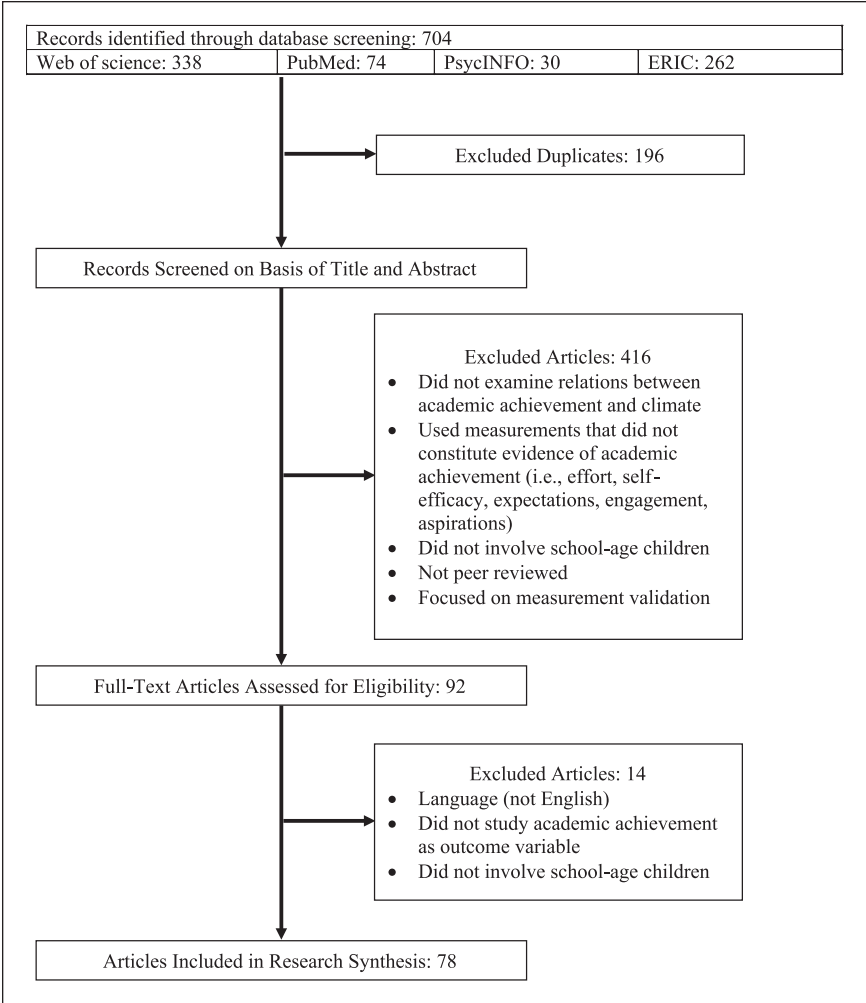 Records identified through database screening: 704
Web of science: 338 PubMed: 74 PsycINFO: 30 ERIC: 262
Excluded Duplicates: 196
Records Screened on Basis of Title and Abstract
Excluded Articles: 416
• Did not examine relations between
academic achievement and climate
• Used measurements that did not
constitute evidence of academic
achievement (i.e., effort, self-
efficacy, expectations, engagement,
aspirations)
• Did not involve school-age children
• Not peer reviewed
• Focused on measurement validation
Full-Text Articles Assessed for Eligibility: 92
Excluded Articles: 14
• Language (not English)
• Did not study academic achievement
as outcome variable
• Did not involve school-age children
Articles Included in Research Synthesis: 78